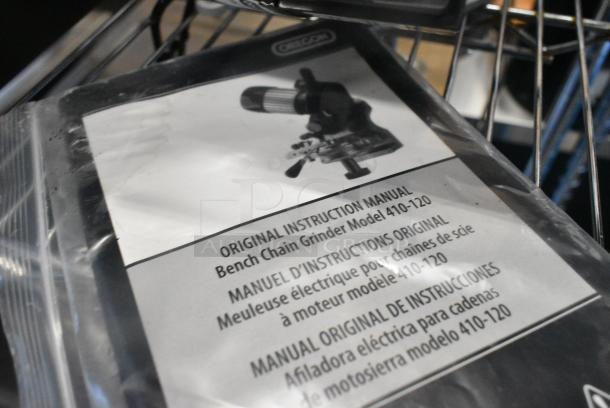 OREGON
ORIGINAL INSTRUCTION MANUAL
Bench Chain Grinder Model 410-120
MANUEL D'INSTRUCTIONS ORIGINAL
Meuleuse électrique pour chaînes de scie
à moteur modèle 410-120
MANUAL ORIGINAL DE INSTRUCCIONES
Afiladora eléctrica para cadenas
de motosierra modelo 410-120